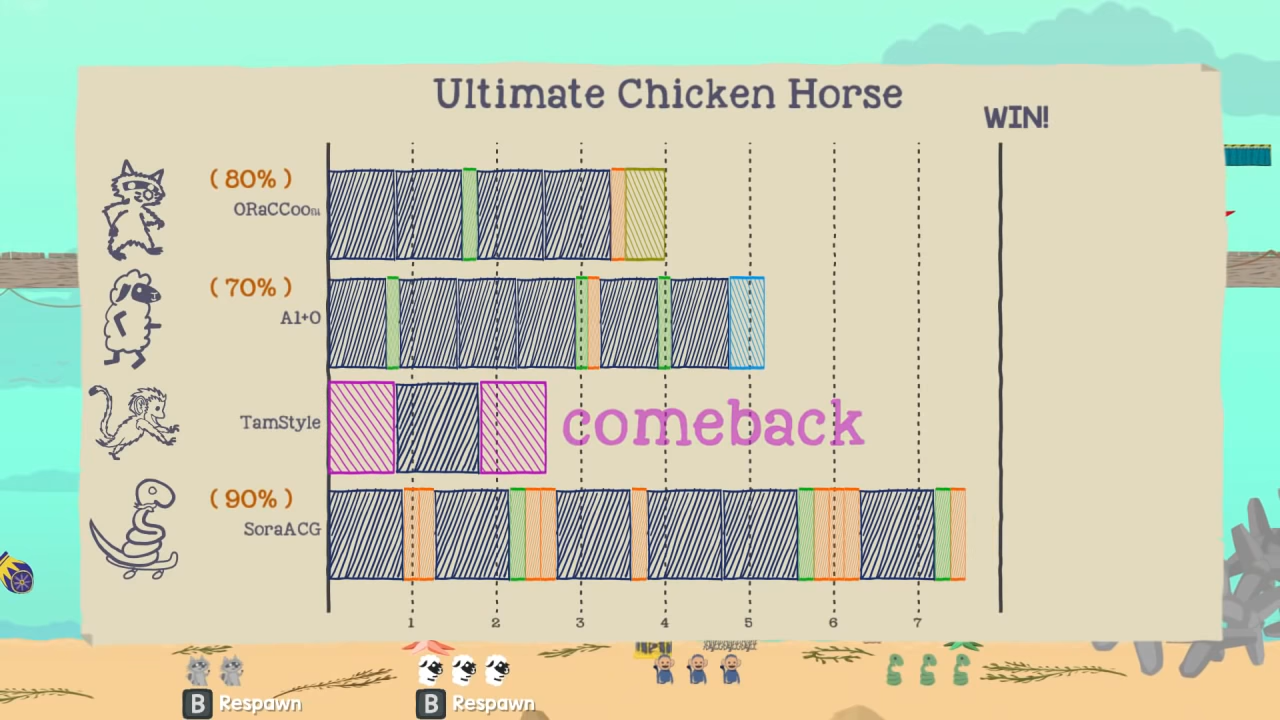 Ultimate Chicken Horse
WIN!
( 80% )
ORaCCoon
( 70% )
A1+O
TamStyle
comeback
( 90% )
SoraACG
1 2 3 4 5 6 7
B Respawn
B Respawn